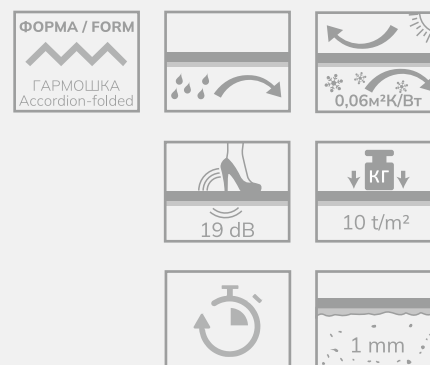 ФОРМА / FORM
ГАРМОШКА
Accordion-folded
0,06м²К/Вт
19 dB
КГ
10 t/m²
1 mm